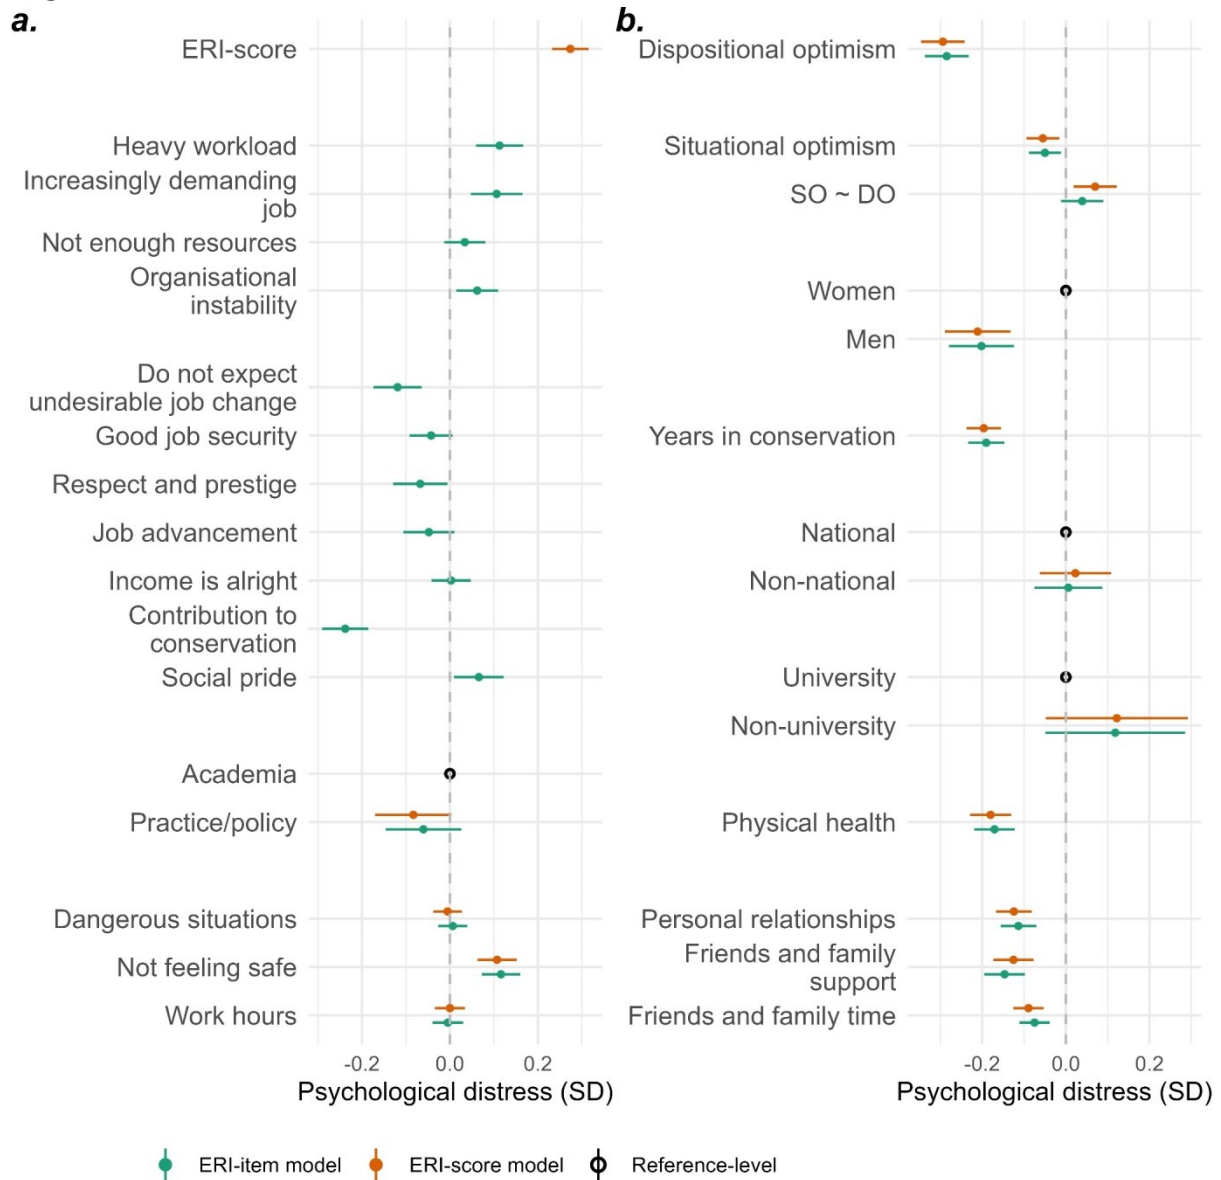 a.
ERI-score
Heavy workload
Increasingly demanding
job
Not enough resources
Organisational
instability
Do not expect
undesirable job change
Good job security
Respect and prestige
Job advancement
Income is alright
Contribution to
conservation
Social pride
Academia
Practice/policy
Dangerous situations
Not feeling safe
Work hours
-0.2 0.0 0.2
Psychological distress (SD)
b.
Dispositional optimism
Situational optimism
SO ~ DO
Women
Men
Years in conservation
National
Non-national
University
Non-university
Physical health
Personal relationships
Friends and family
support
Friends and family time
-0.2 0.0 0.2
Psychological distress (SD)
ERI-item model ERI-score model Reference-level